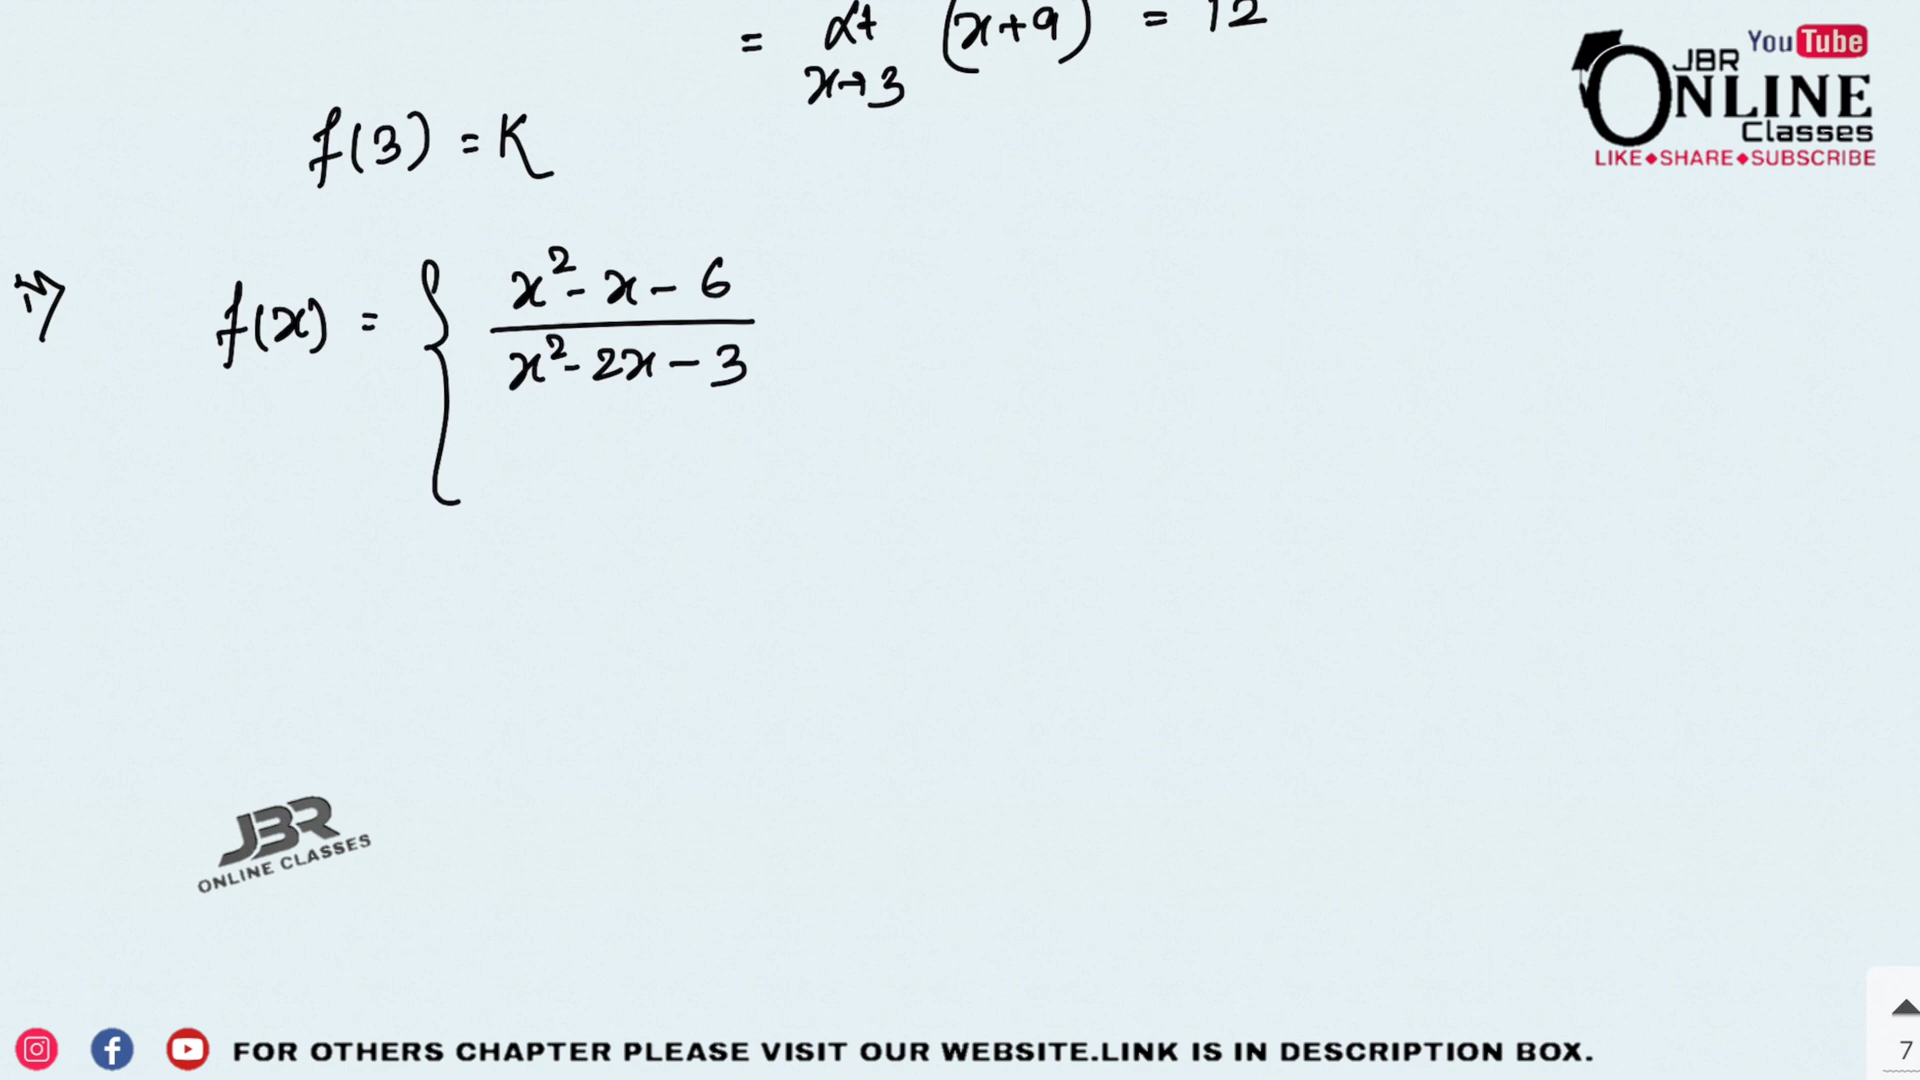 = Lt (x+9) = 12
x→3
f(3) = K
f(x) = { x² - x - 6
x² - 2x - 3
You Tube
JBR
ONLINE
Classes
LIKE◆SHARE◆SUBSCRIBE
JBR
ONLINE CLASSES
FOR OTHERS CHAPTER PLEASE VISIT OUR WEBSITE.LINK IS IN DESCRIPTION BOX.
7